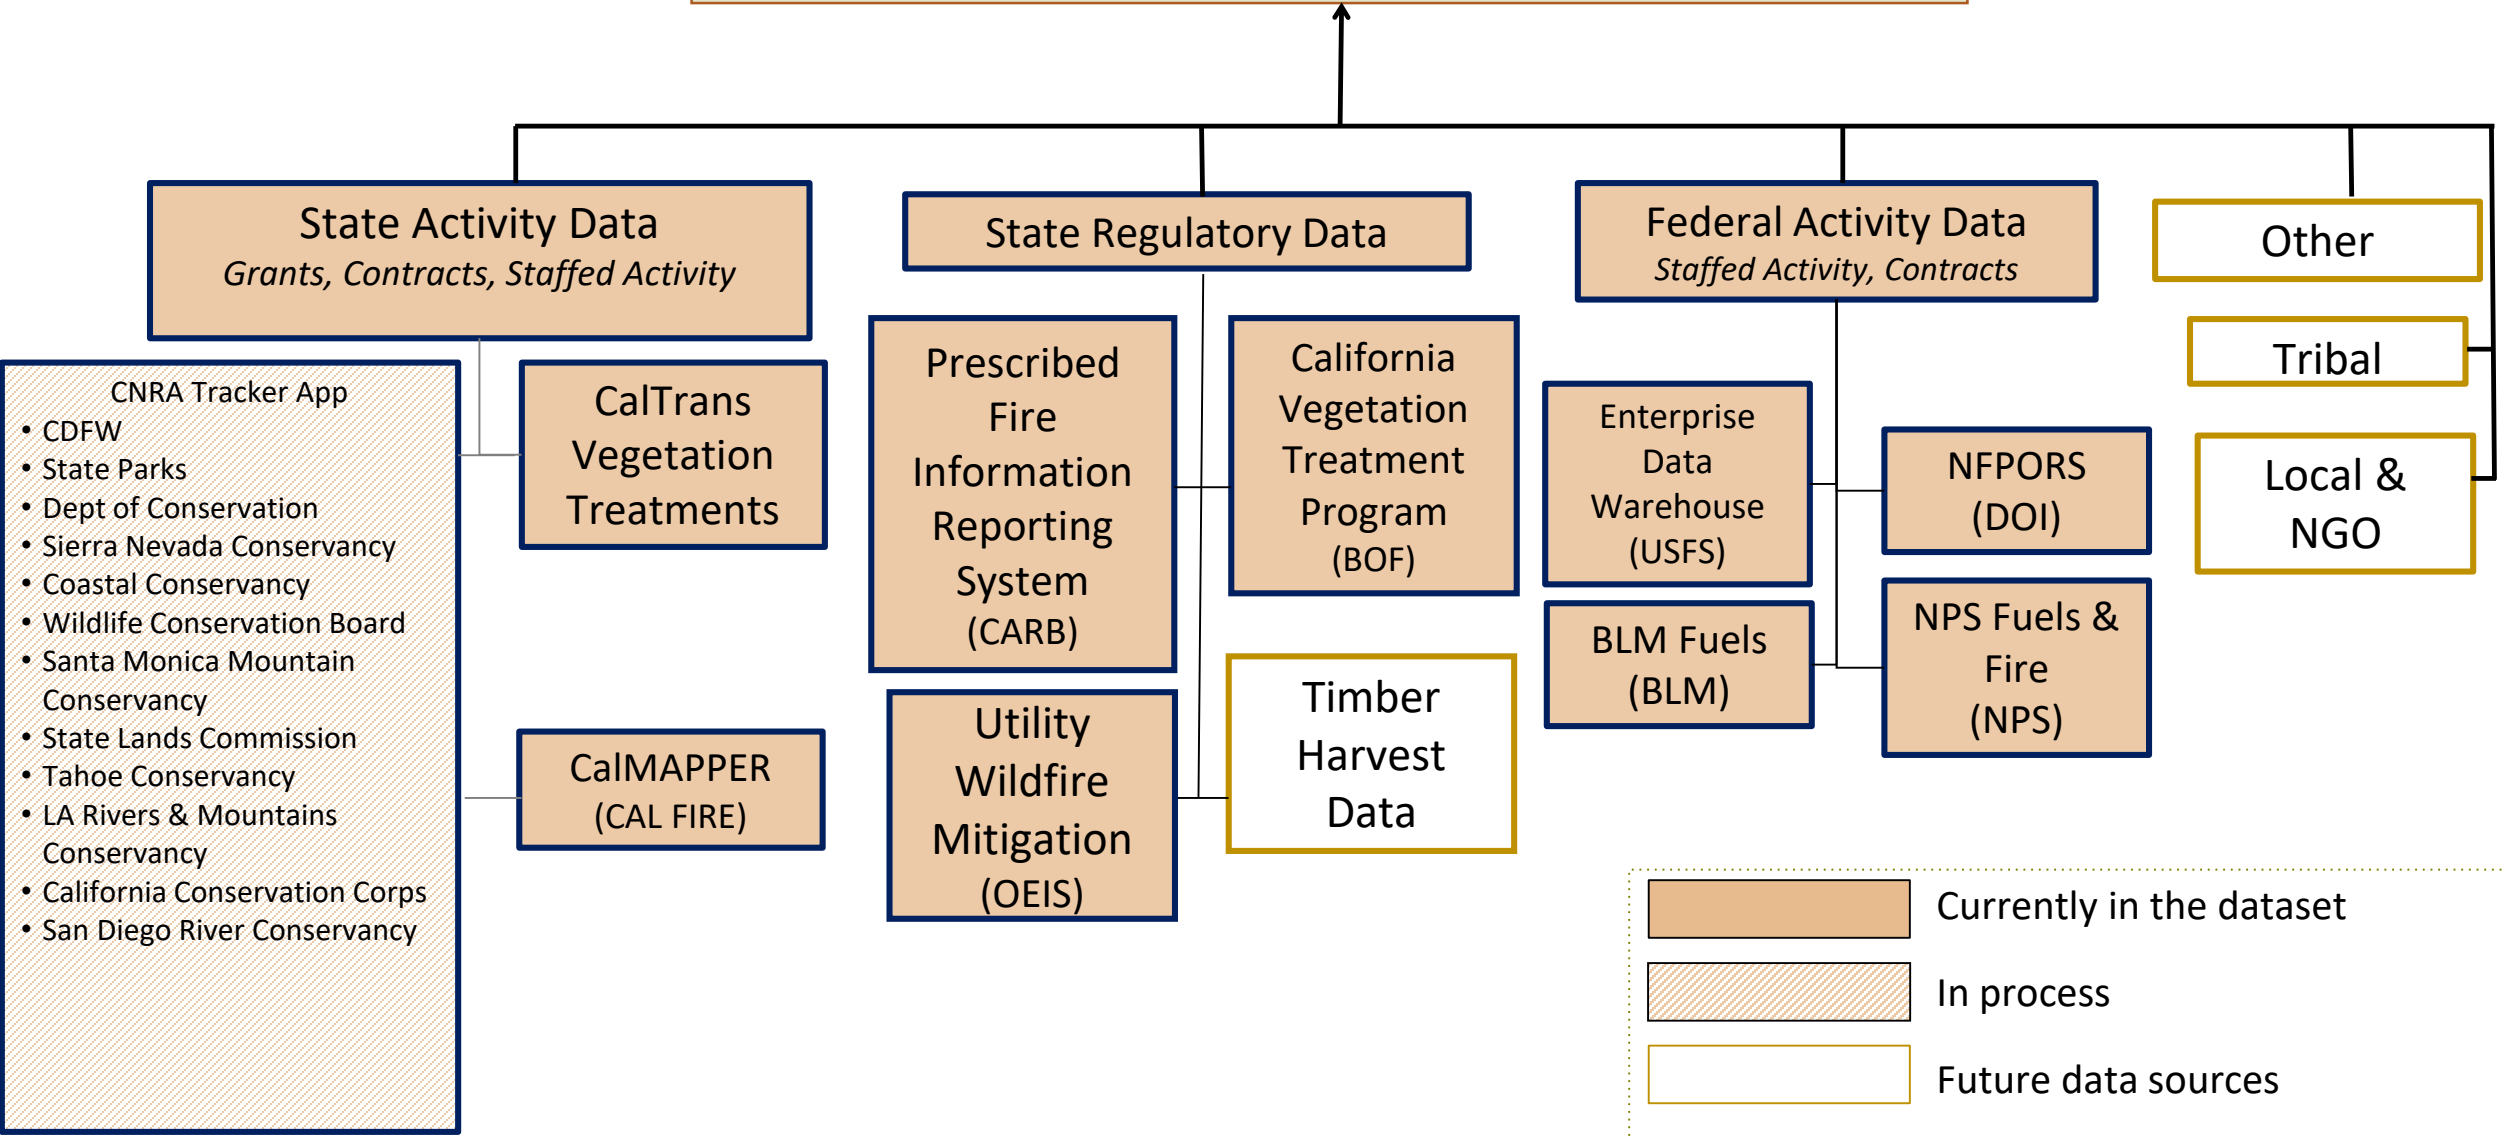 State Activity Data
Grants, Contracts, Staffed Activity
CNRA Tracker App
• CDFW
• State Parks
• Dept of Conservation
• Sierra Nevada Conservancy
• Coastal Conservancy
• Wildlife Conservation Board
• Santa Monica Mountain
Conservancy
• State Lands Commission
• Tahoe Conservancy
• LA Rivers & Mountains
Conservancy
• California Conservation Corps
• San Diego River Conservancy
CalTrans
Vegetation
Treatments
CalMAPPER
(CAL FIRE)
State Regulatory Data
Prescribed
Fire
Information
Reporting
System
(CARB)
California
Vegetation
Treatment
Program
(BOF)
Utility
Wildfire
Mitigation
(OEIS)
Timber
Harvest
Data
Federal Activity Data
Staffed Activity, Contracts
Enterprise
Data
Warehouse
(USFS)
NFPORS
(DOI)
BLM Fuels
(BLM)
NPS Fuels &
Fire
(NPS)
Other
Tribal
Local &
NGO
Currently in the dataset
In process
Future data sources